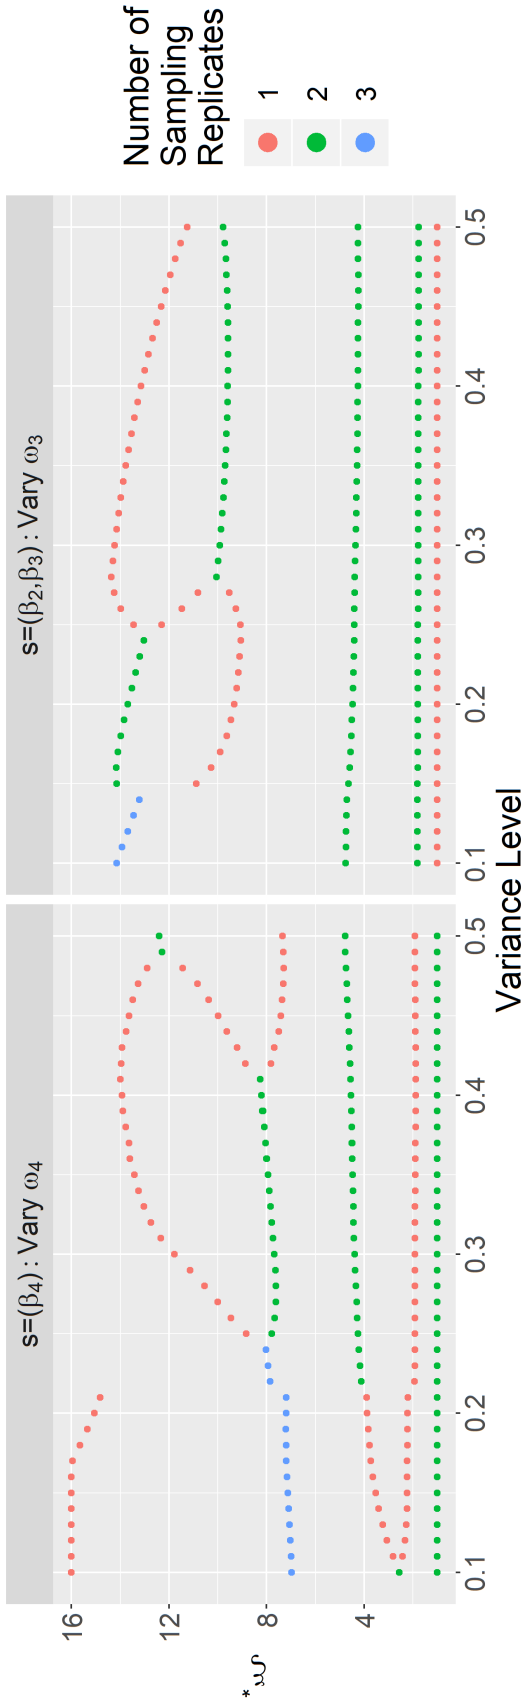 s=(β₄): Vary ω₄
s=(β₂,β₃): Vary ω₃
16
12
8
4
ξ*
0.1
0.2
0.3
0.4
0.5
0.1
0.2
0.3
0.4
0.5
Variance Level
Number of
Sampling
Replicates
1
2
3